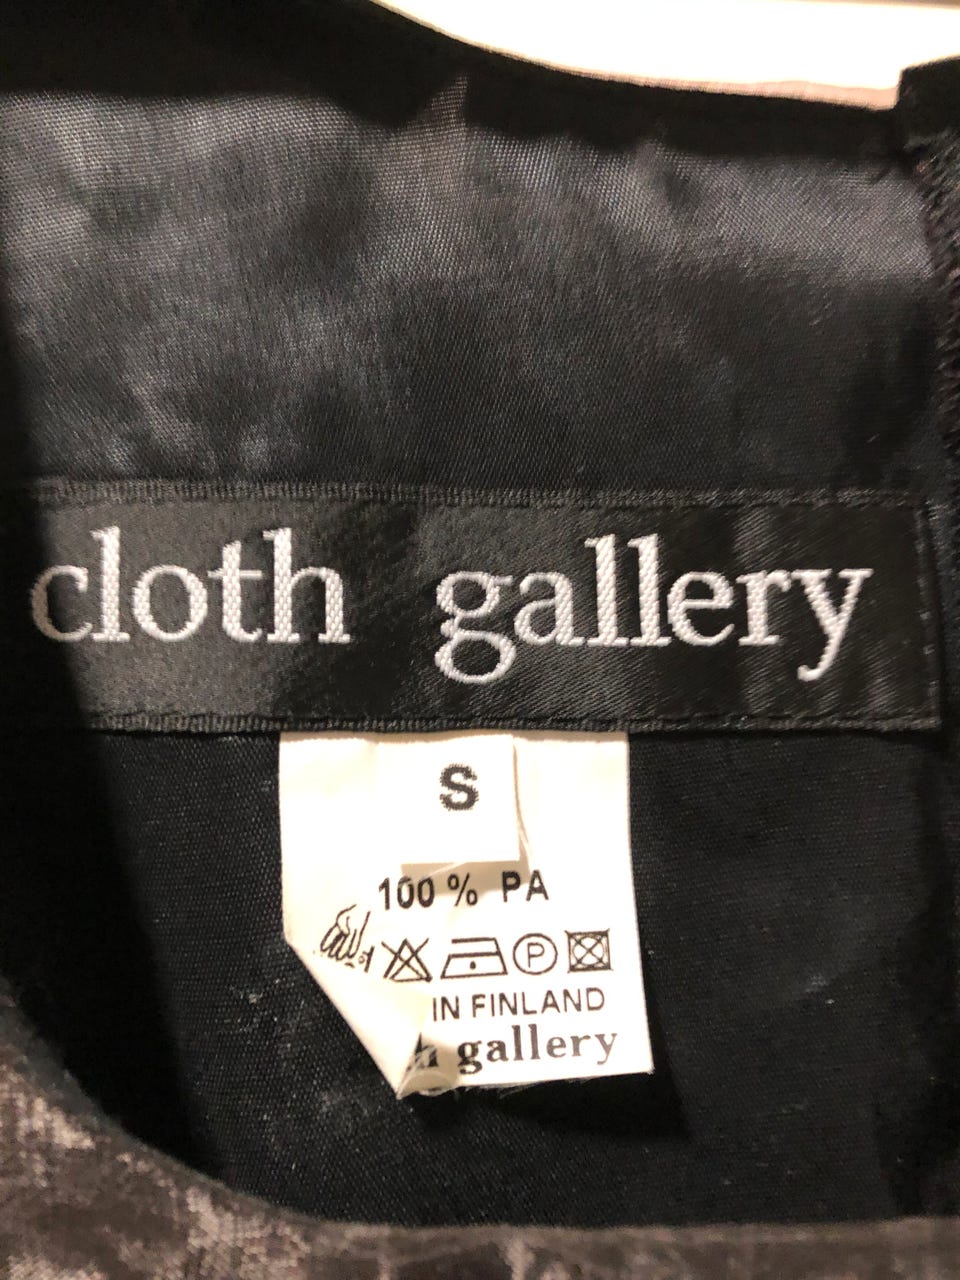 cloth gallery
S
100 % PA
P
IN FINLAND
gallery